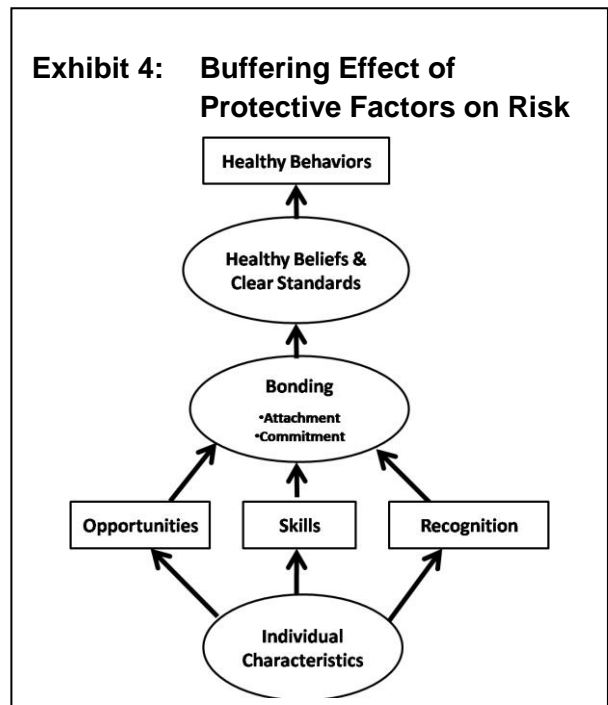 Exhibit 4: Buffering Effect of
Protective Factors on Risk
Healthy Behaviors
Healthy Beliefs &
Clear Standards
Bonding
•Attachment
•Commitment
Opportunities
Skills
Recognition
Individual
Characteristics